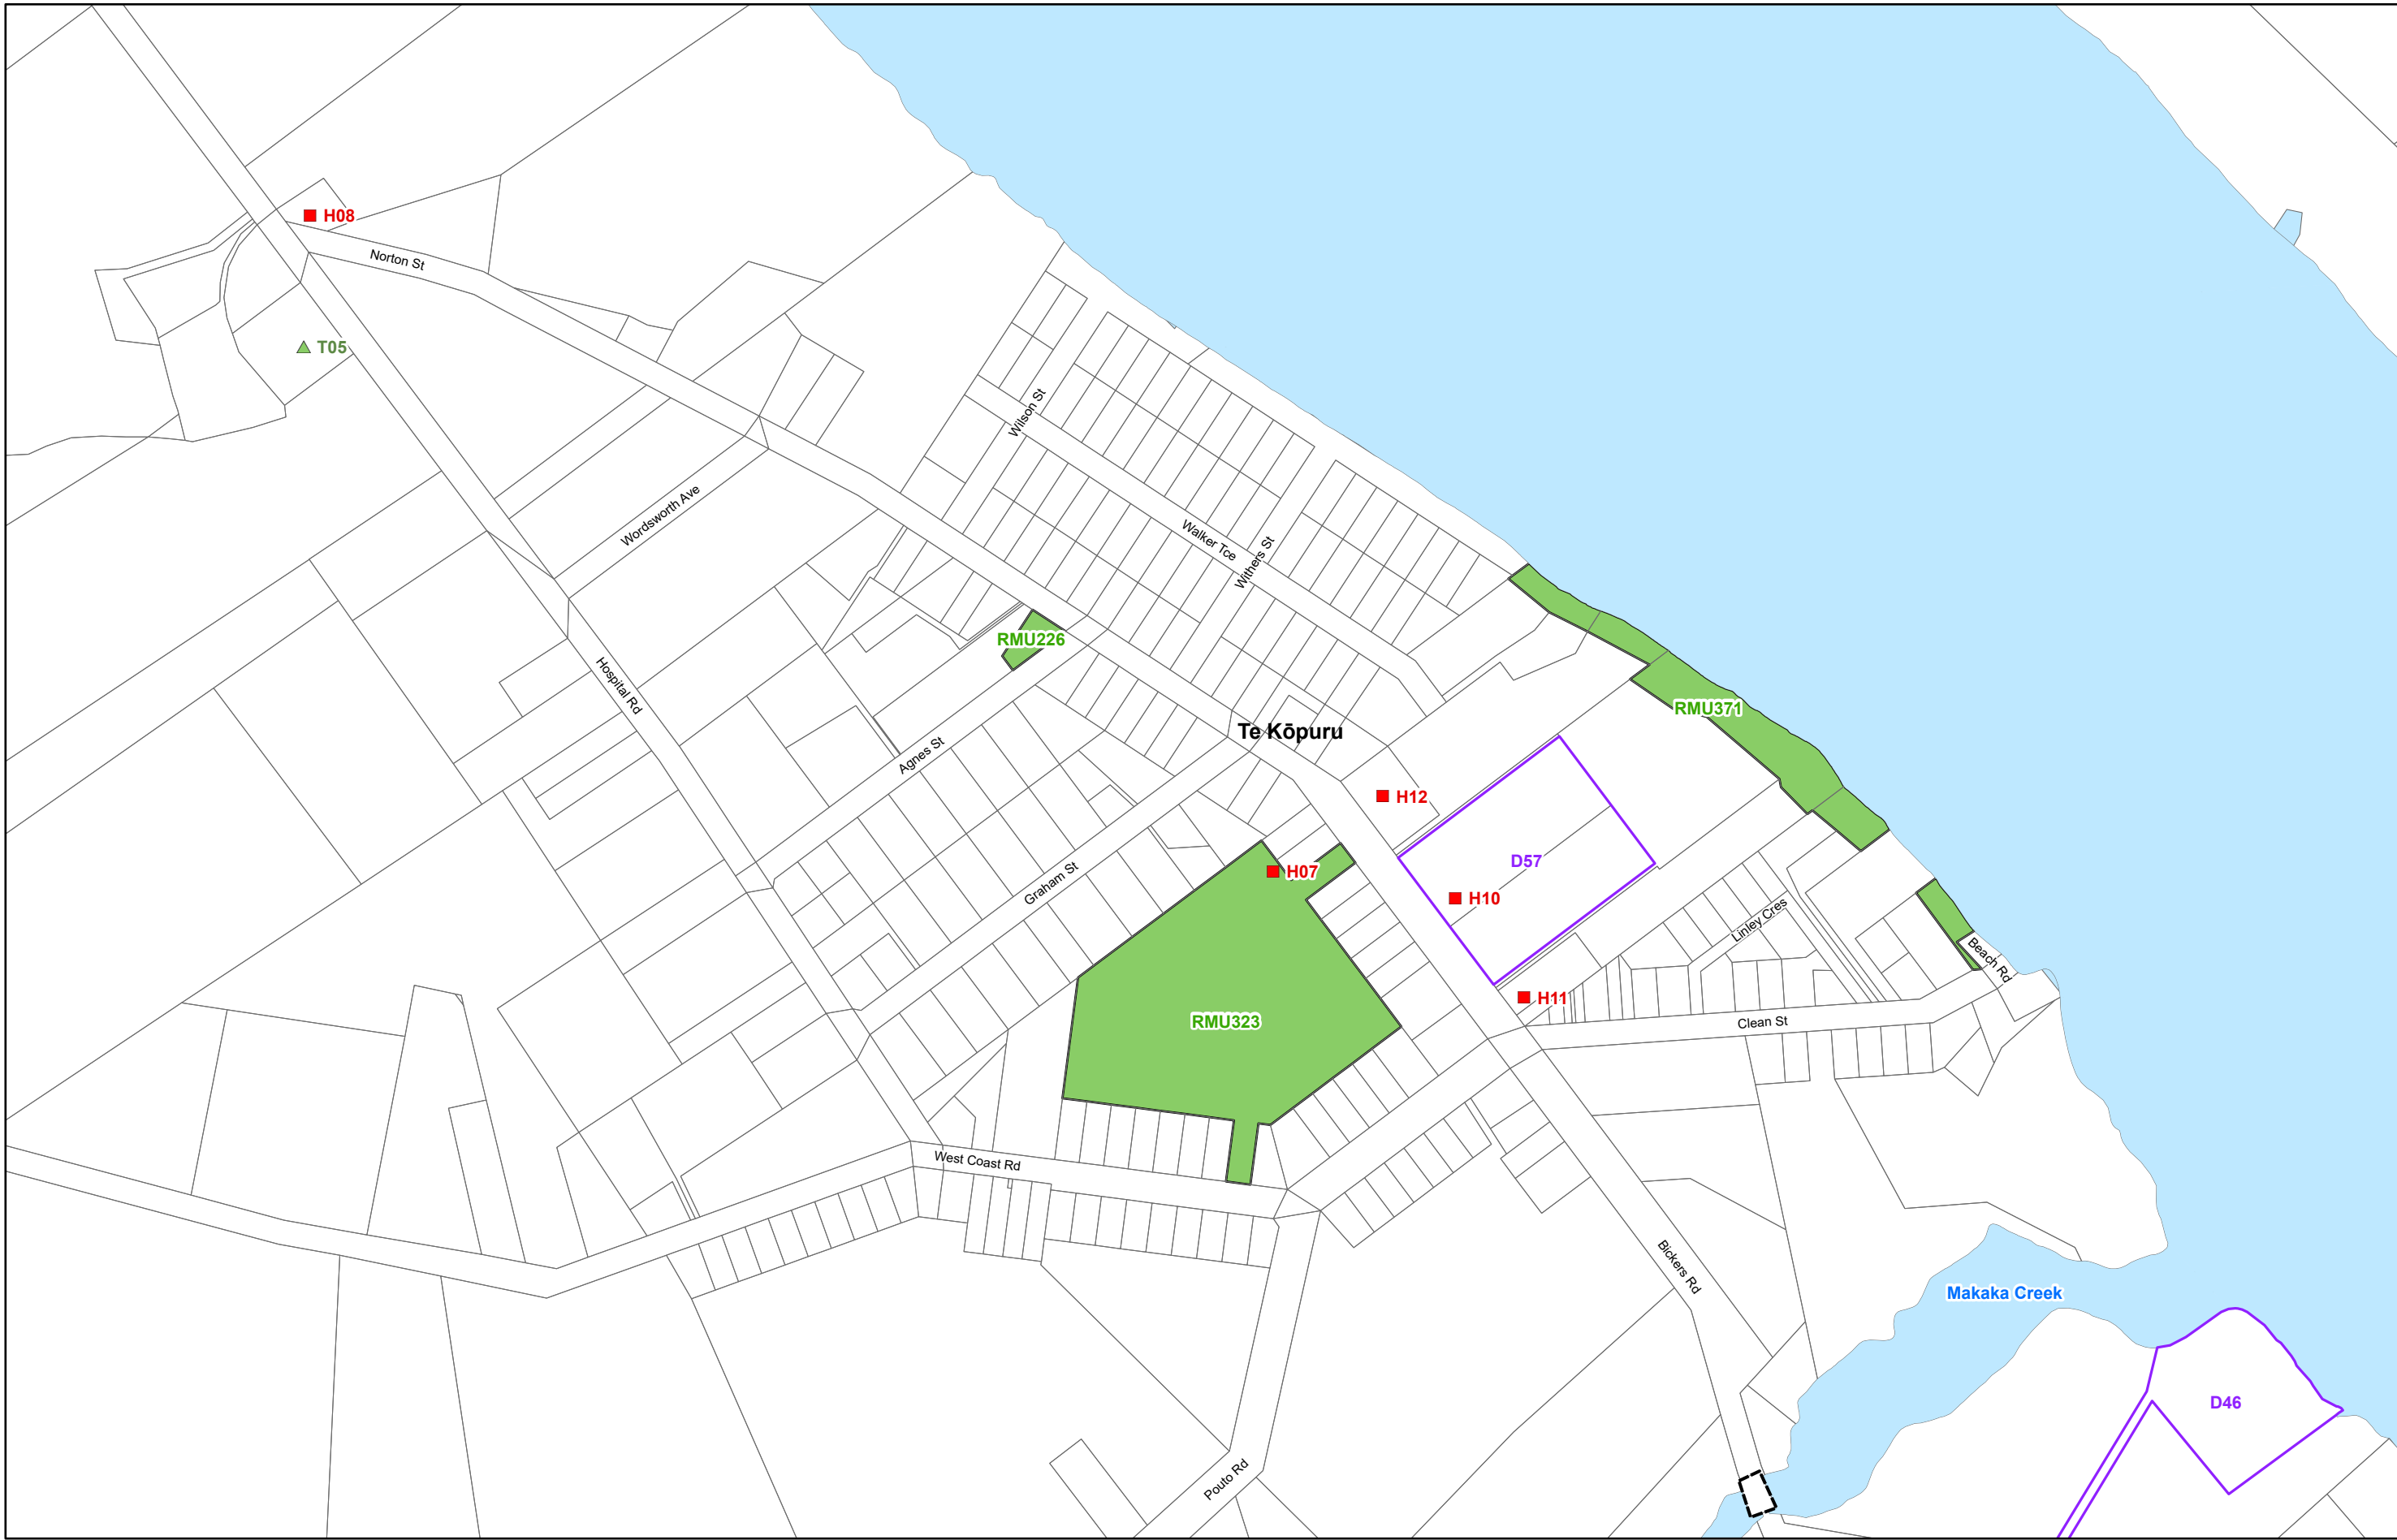 H08
Norton St
T05
Wilson St
Wordsworth Ave
Walker Tce
Withers St
RMU226
Hospital Rd
RMU371
Te Kōpuru
Agnes St
H12
D57
H07
Graham St
H10
Linley Cres
Beach Rd
H11
RMU323
Clean St
West Coast Rd
Bickers Rd
Makaka Creek
D46
Pouto Rd